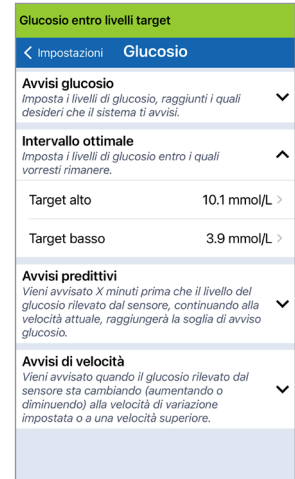 Glucosio entro livelli target
Impostazioni Glucosio
Avvisi glucosio
Imposta i livelli di glucosio, raggiunti i quali
desideri che il sistema ti avvisi.
Intervallo ottimale
Imposta i livelli di glucosio entro i quali
vorresti rimanere.
Target alto 10.1 mmol/L
Target basso 3.9 mmol/L
Avvisi predittivi
Vieni avvisato X minuti prima che il livello del
glucosio rilevato dal sensore, continuando alla
velocità attuale, raggiungerà la soglia di avviso
glucosio.
Avvisi di velocità
Vieni avvisato quando il glucosio rilevato dal
sensore sta cambiando (aumentando o
diminuendo) alla velocità di variazione
impostata o a una velocità superiore.